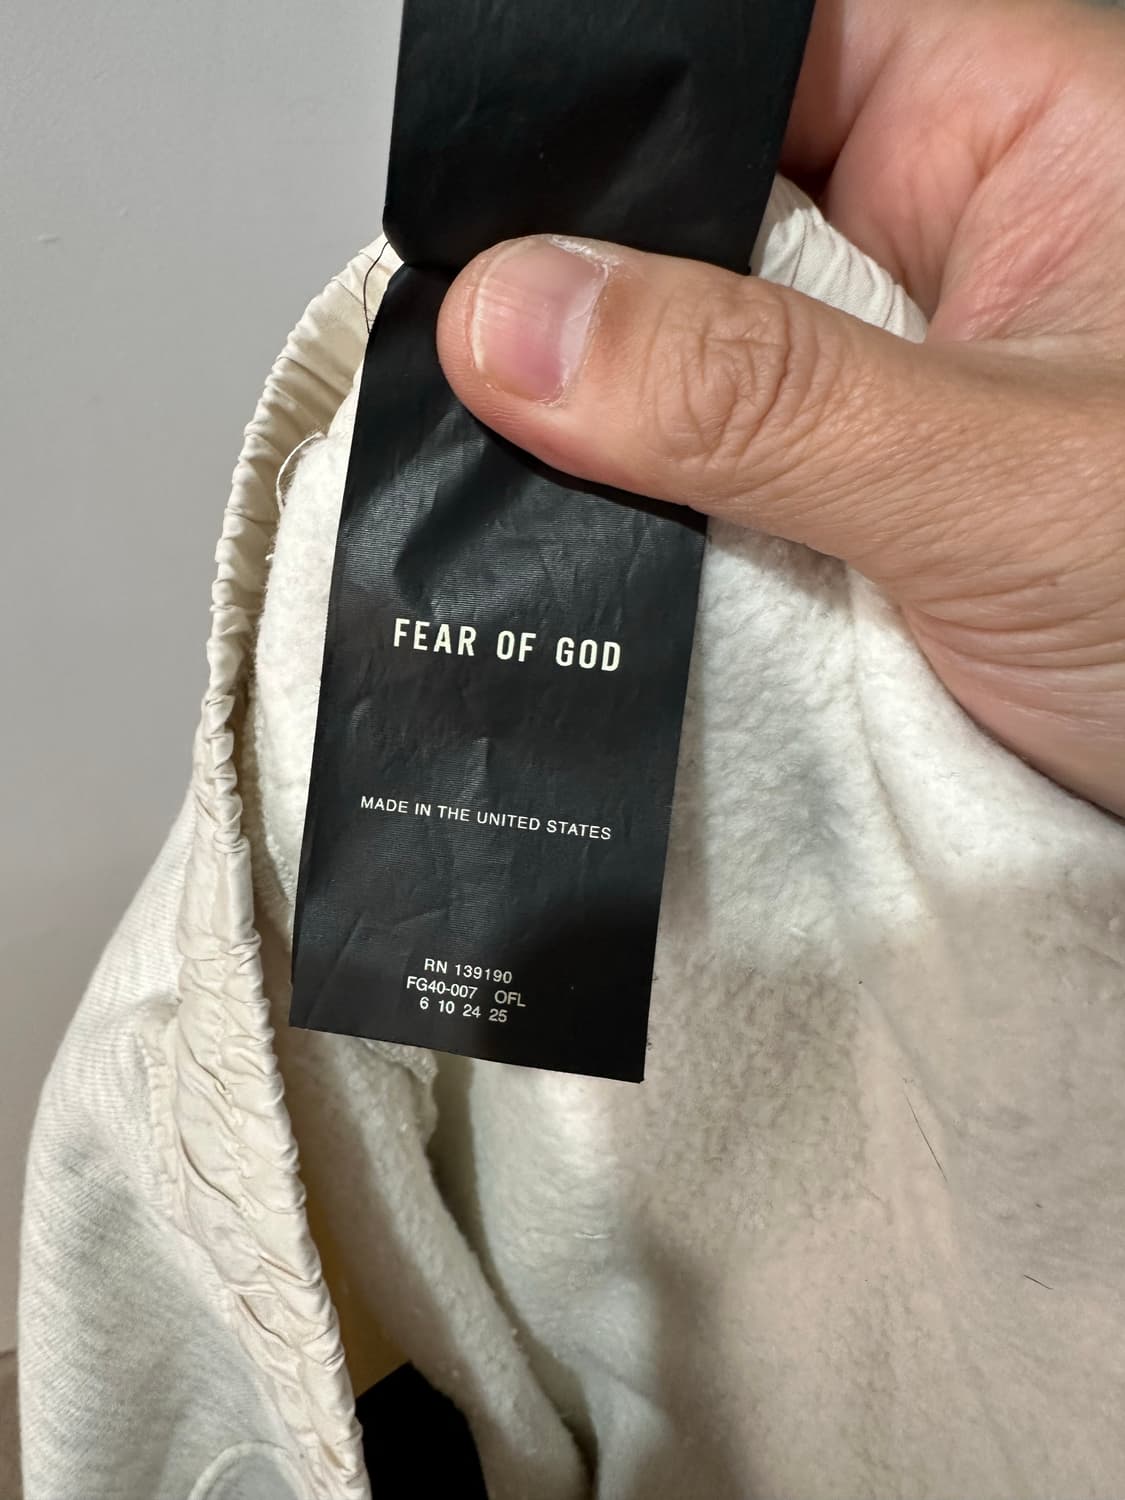 FEAR OF GOD
MADE IN THE UNITED STATES
RN 139190
FG40-007 OFL
6 10 24 25